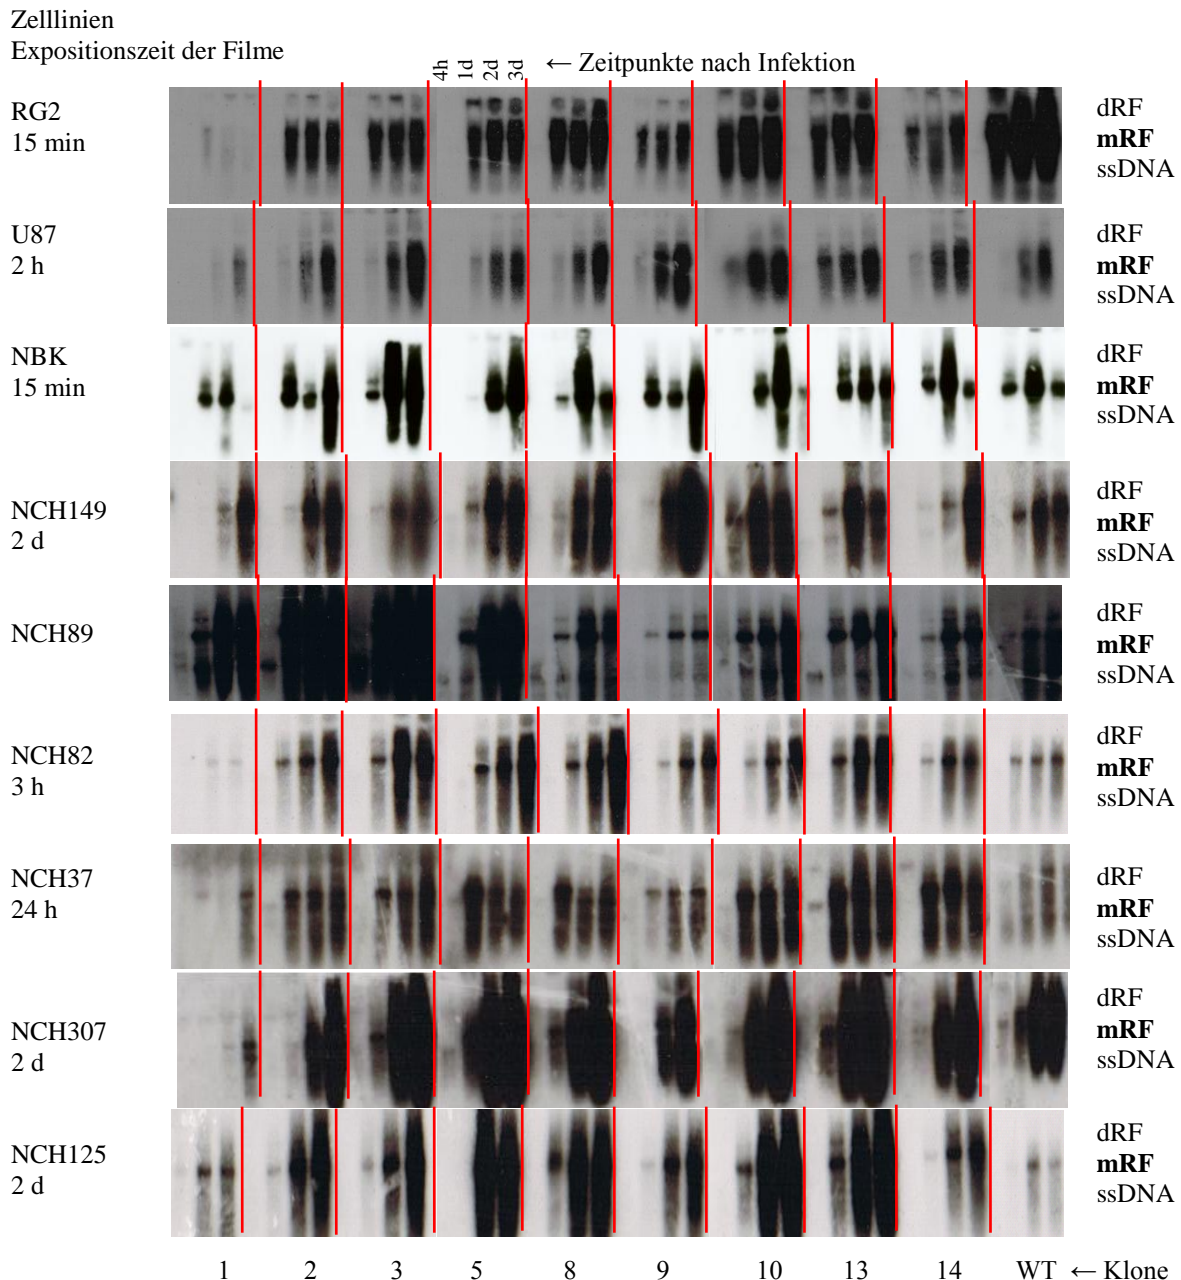 Zelllinien
Expositionszeit der Filme
4h 1d 2d 3d ← Zeitpunkte nach Infektion
RG2
15 min
dRF
mRF
ssDNA
U87
2 h
dRF
mRF
ssDNA
NBK
15 min
dRF
mRF
ssDNA
NCH149
2 d
dRF
mRF
ssDNA
NCH89
dRF
mRF
ssDNA
NCH82
3 h
dRF
mRF
ssDNA
NCH37
24 h
dRF
mRF
ssDNA
NCH307
2 d
dRF
mRF
ssDNA
NCH125
2 d
dRF
mRF
ssDNA
1 2 3 5 8 9 10 13 14 WT ← Klone